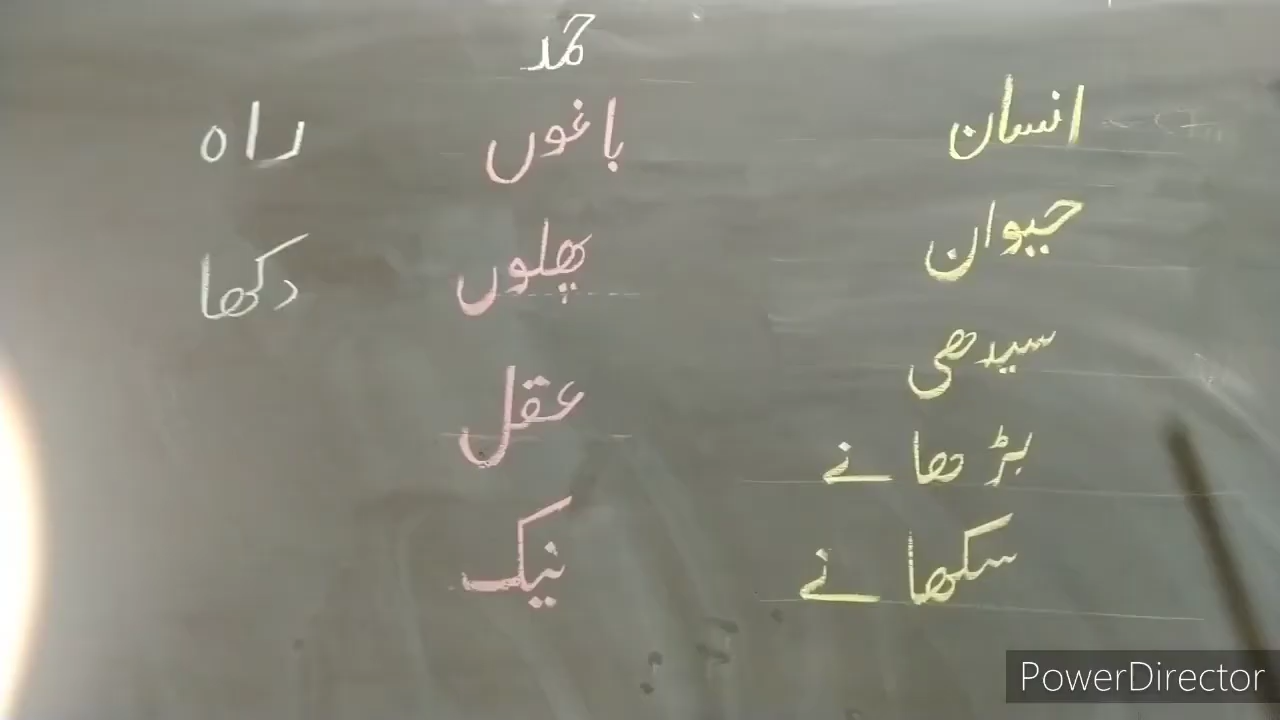 حمد
انسان
حیوان
سیدھی
بڑھانے
سکھانے
باغوں
پھلوں
عقل
نیک
راہ
دکھا
PowerDirector